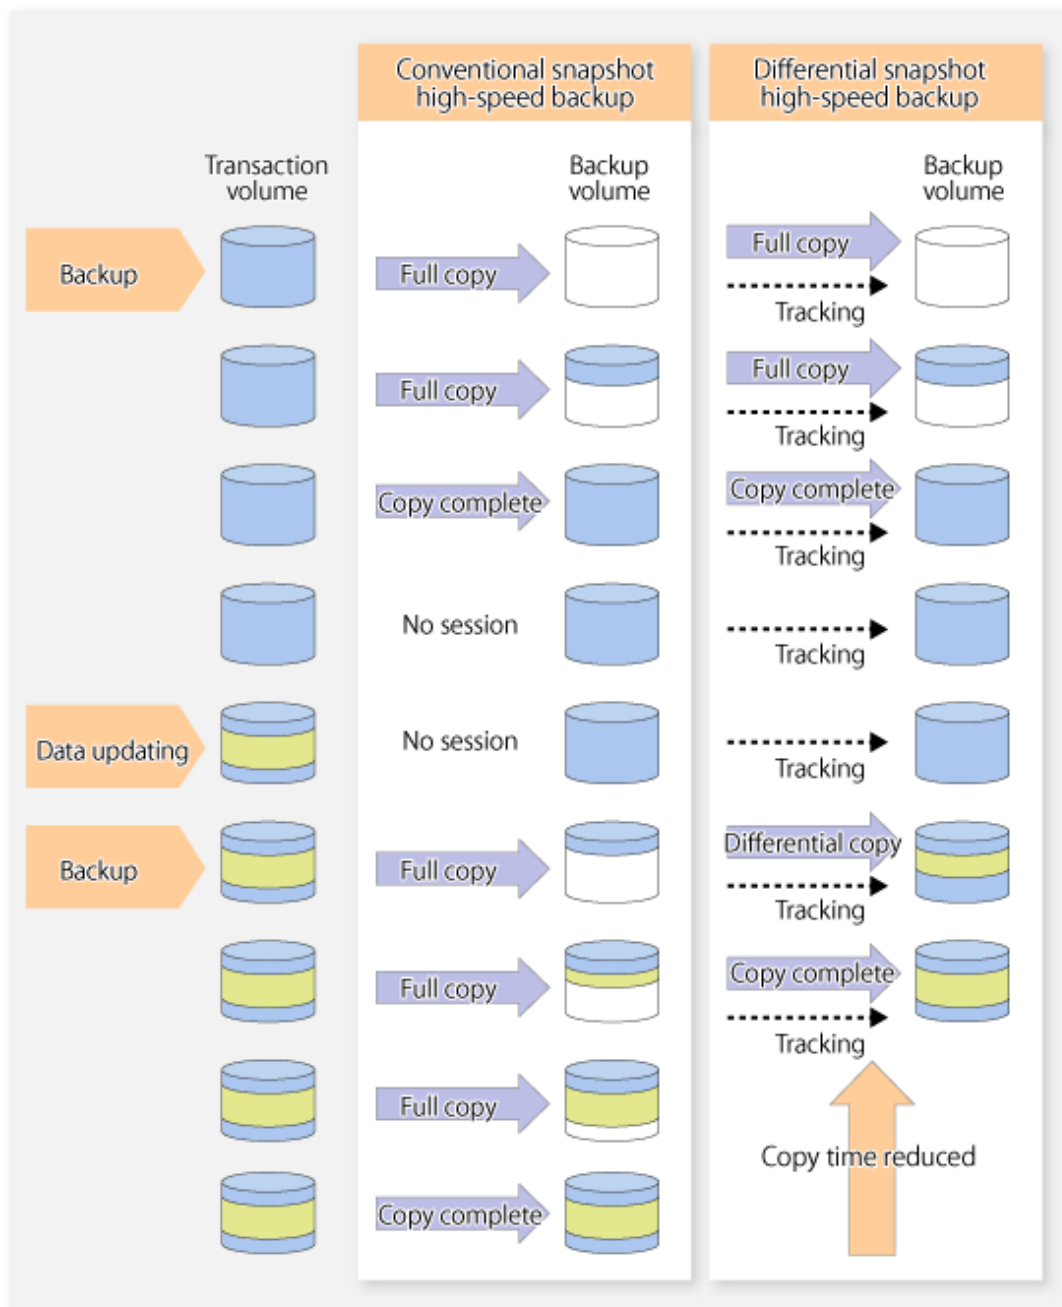 Conventional snapshot
high-speed backup
Differential snapshot
high-speed backup
Transaction
volume
Backup
volume
Backup
volume
Backup
Full copy
Full copy
Tracking
Full copy
Full copy
Tracking
Copy complete
Copy complete
Tracking
No session
Tracking
Data updating
No session
Tracking
Backup
Full copy
Differential copy
Tracking
Full copy
Copy complete
Tracking
Full copy
Copy time reduced
Copy complete